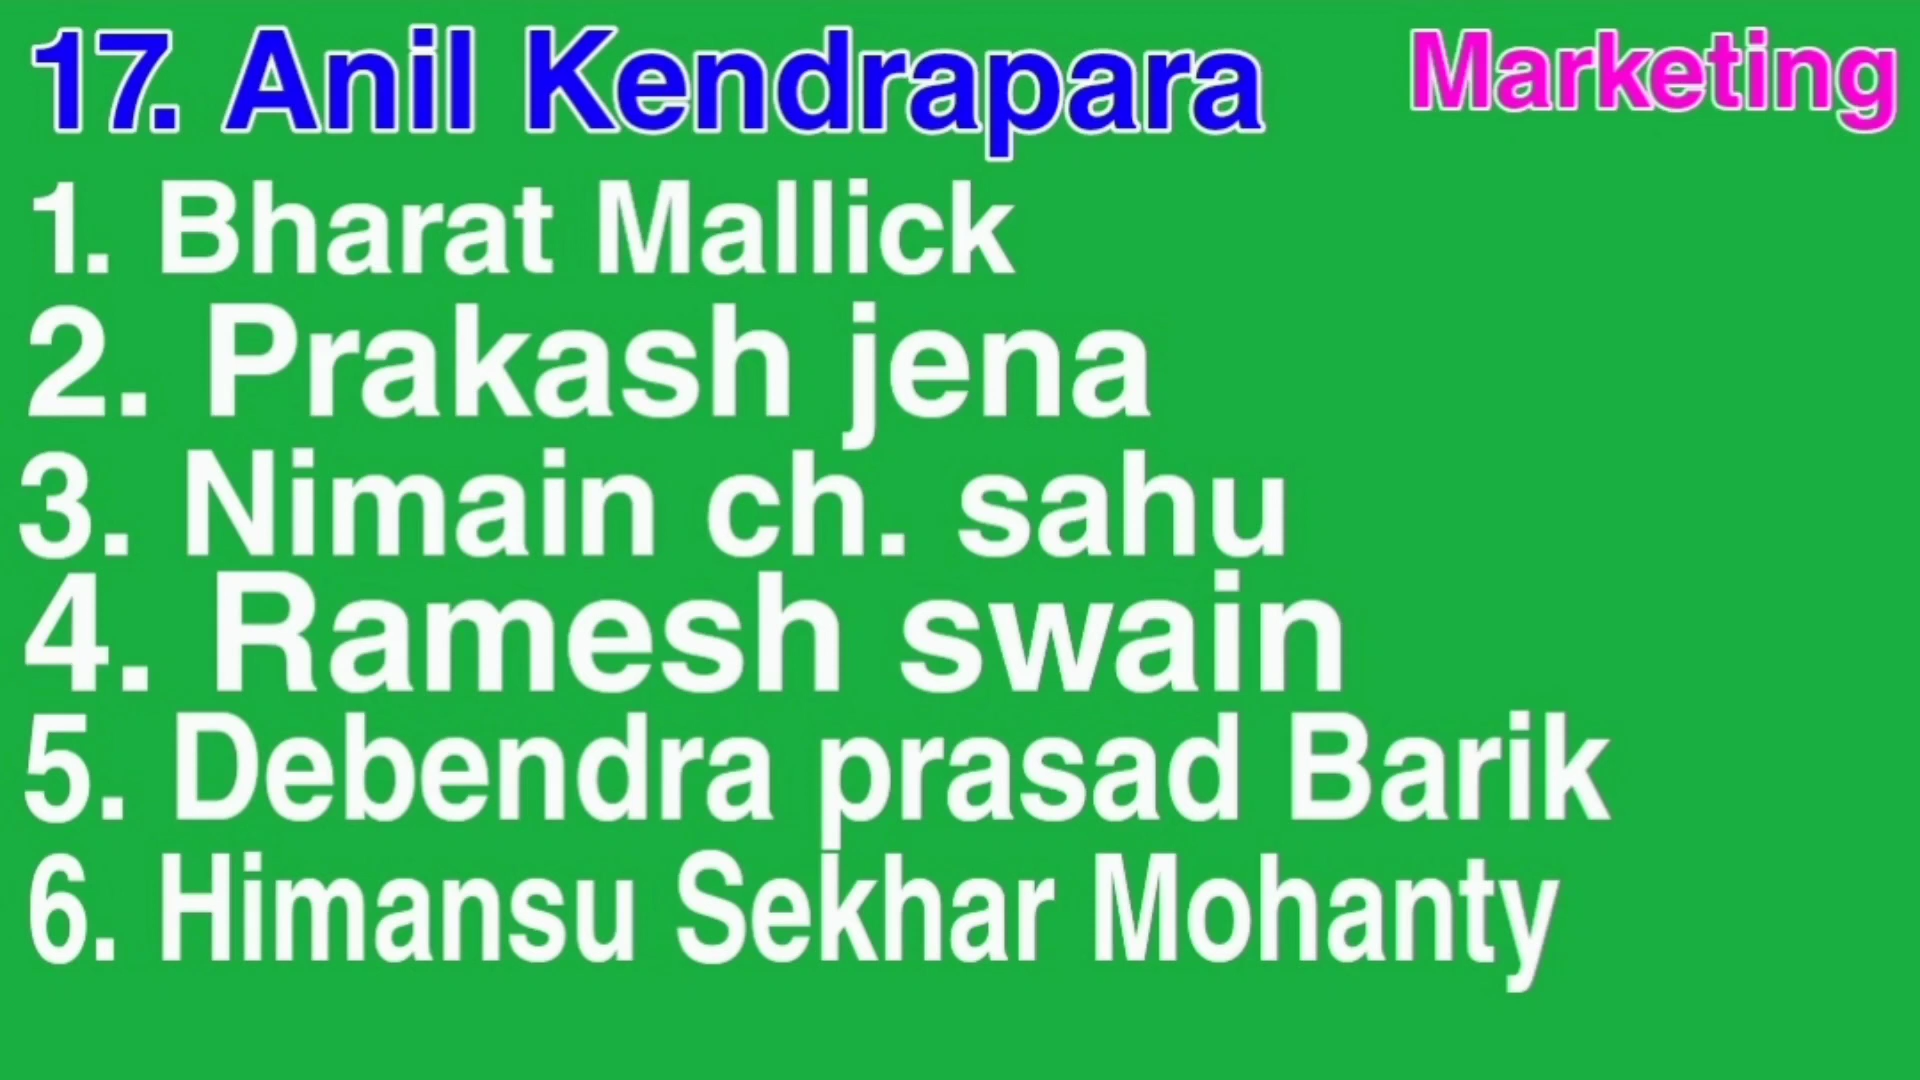 17. Anil Kendrapara Marketing
1. Bharat Mallick
2. Prakash jena
3. Nimain ch. sahu
4. Ramesh swain
5. Debendra prasad Barik
6. Himansu Sekhar Mohanty